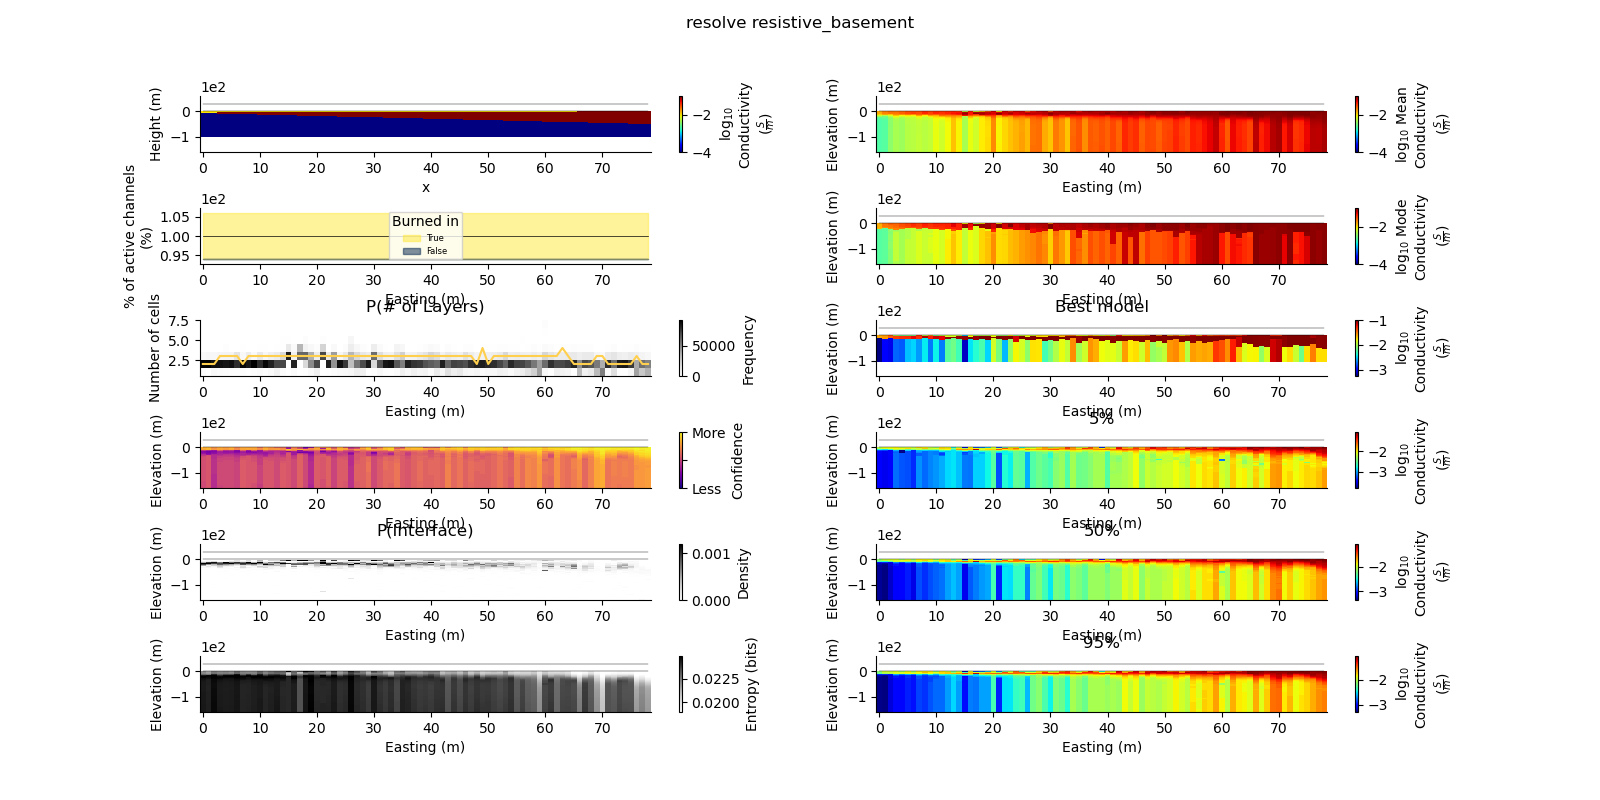 resolve resistive_basement
1e2
Height (m)
0
−1
0 10 20 30 40 50 60 70
x
−2
−4
log10
Conductivity
(S/m)
1e2
Elevation (m)
0
−1
0 10 20 30 40 50 60 70
Easting (m)
−2
−4
log10 Mean
Conductivity
(S/m)
1e2
% of active channels
(%)
1.05
1.00
0.95
Burned in
True
False
0 10 20 30 40 50 60 70
Easting (m)
1e2
Elevation (m)
0
−1
0 10 20 30 40 50 60 70
Easting (m)
−2
−4
log10 Mode
Conductivity
(S/m)
P(# of Layers)
Number of cells
7.5
5.0
2.5
0 10 20 30 40 50 60 70
Easting (m)
50000
0
Frequency
Best model
1e2
Elevation (m)
0
−1
0 10 20 30 40 50 60 70
Easting (m)
−1
−2
−3
log10
Conductivity
(S/m)
1e2
Elevation (m)
0
−1
0 10 20 30 40 50 60 70
Easting (m)
More
Less
Confidence
5%
1e2
Elevation (m)
0
−1
0 10 20 30 40 50 60 70
Easting (m)
−2
−3
log10
Conductivity
(S/m)
P(Interface)
1e2
Elevation (m)
0
−1
0 10 20 30 40 50 60 70
Easting (m)
0.001
0.000
Density
50%
1e2
Elevation (m)
0
−1
0 10 20 30 40 50 60 70
Easting (m)
−2
−3
log10
Conductivity
(S/m)
1e2
Elevation (m)
0
−1
0 10 20 30 40 50 60 70
Easting (m)
0.0225
0.0200
Entropy (bits)
95%
1e2
Elevation (m)
0
−1
0 10 20 30 40 50 60 70
Easting (m)
−2
−3
log10
Conductivity
(S/m)